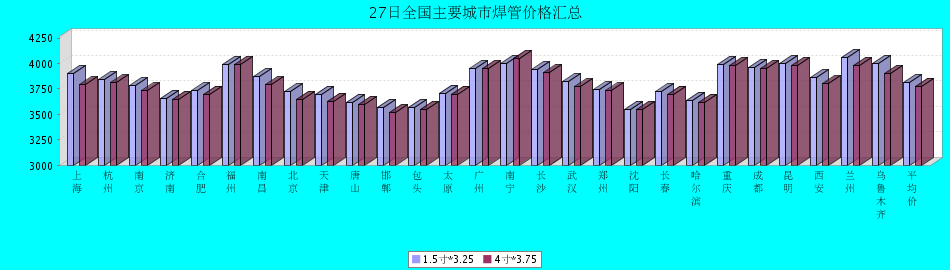 27日全国主要城市焊管价格汇总
4250
4000
3750
3500
3250
3000
上海 杭州 南京 济南 合肥 福州 南昌 北京 天津 唐山 邯郸 包头 太原 广州 南宁 长沙 武汉 郑州 沈阳 长春 哈尔滨 重庆 成都 昆明 西安 兰州 乌鲁木齐 平均价
1.5寸*3.25 4寸*3.75